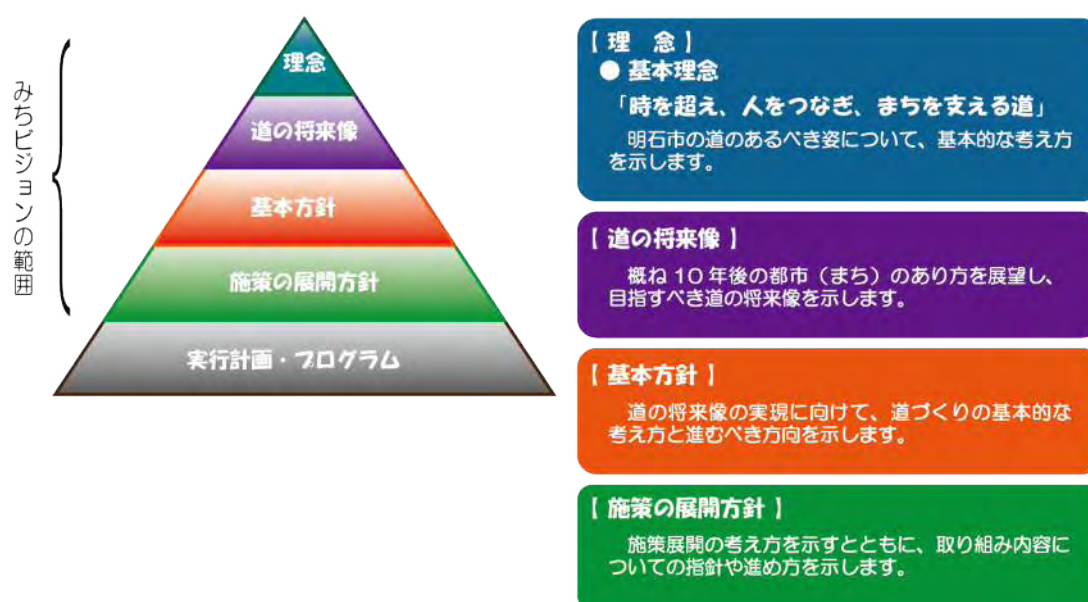 みちビジョンの範囲
理念
道の将来像
基本方針
施策の展開方針
実行計画・プログラム
【 理　念 】
● 基本理念
「時を超え、人をつなぎ、まちを支える道」
明石市の道のあるべき姿について、基本的な考え方
を示します。
【 道の将来像 】
概ね 10 年後の都市（まち）のあり方を展望し、
目指すべき道の将来像を示します。
【 基本方針 】
道の将来像の実現に向けて、道づくりの基本的な
考え方と進むべき方向を示します。
【 施策の展開方針 】
施策展開の考え方を示すとともに、取り組み内容に
ついての指針や進め方を示します。